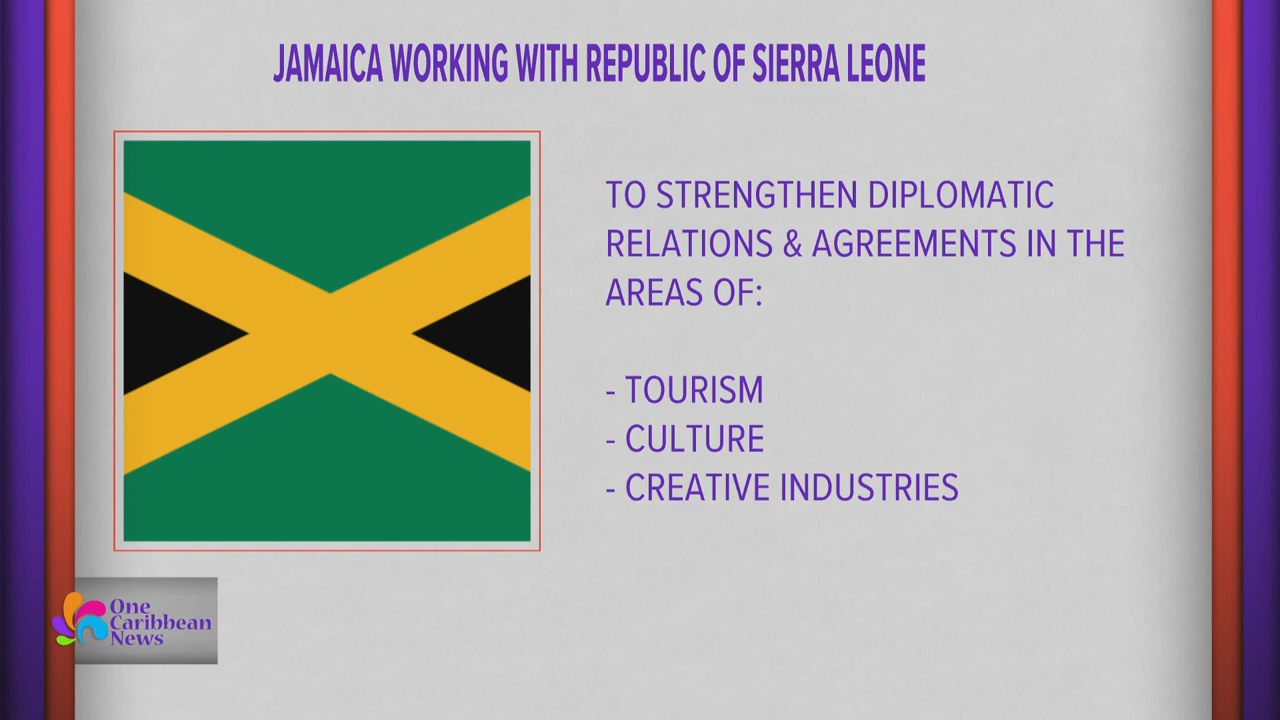 JAMAICA WORKING WITH REPUBLIC OF SIERRA LEONE
TO STRENGTHEN DIPLOMATIC
RELATIONS & AGREEMENTS IN THE
AREAS OF:
- TOURISM
- CULTURE
- CREATIVE INDUSTRIES
One
Caribbean
News